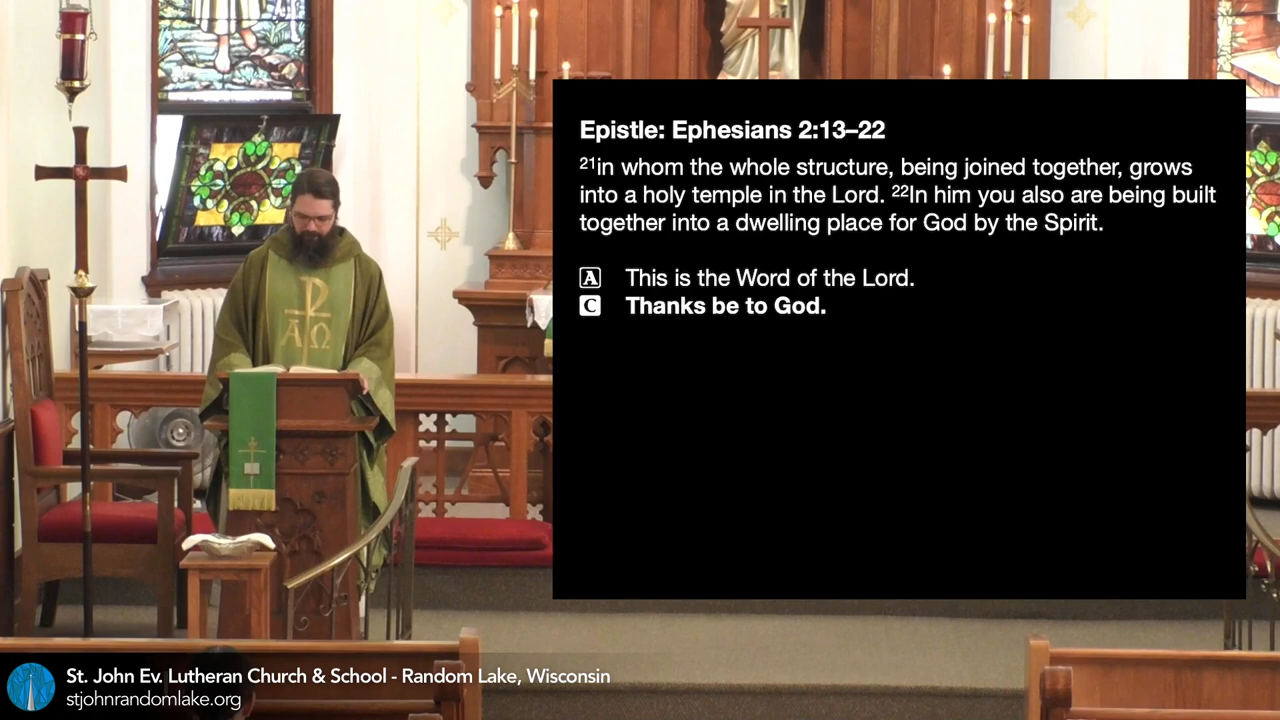 Epistle: Ephesians 2:13–22
²¹in whom the whole structure, being joined together, grows
into a holy temple in the Lord. ²²In him you also are being built
together into a dwelling place for God by the Spirit.
A This is the Word of the Lord.
C Thanks be to God.
ΑΩ
St. John Ev. Lutheran Church & School - Random Lake, Wisconsin
stjohnrandomlake.org